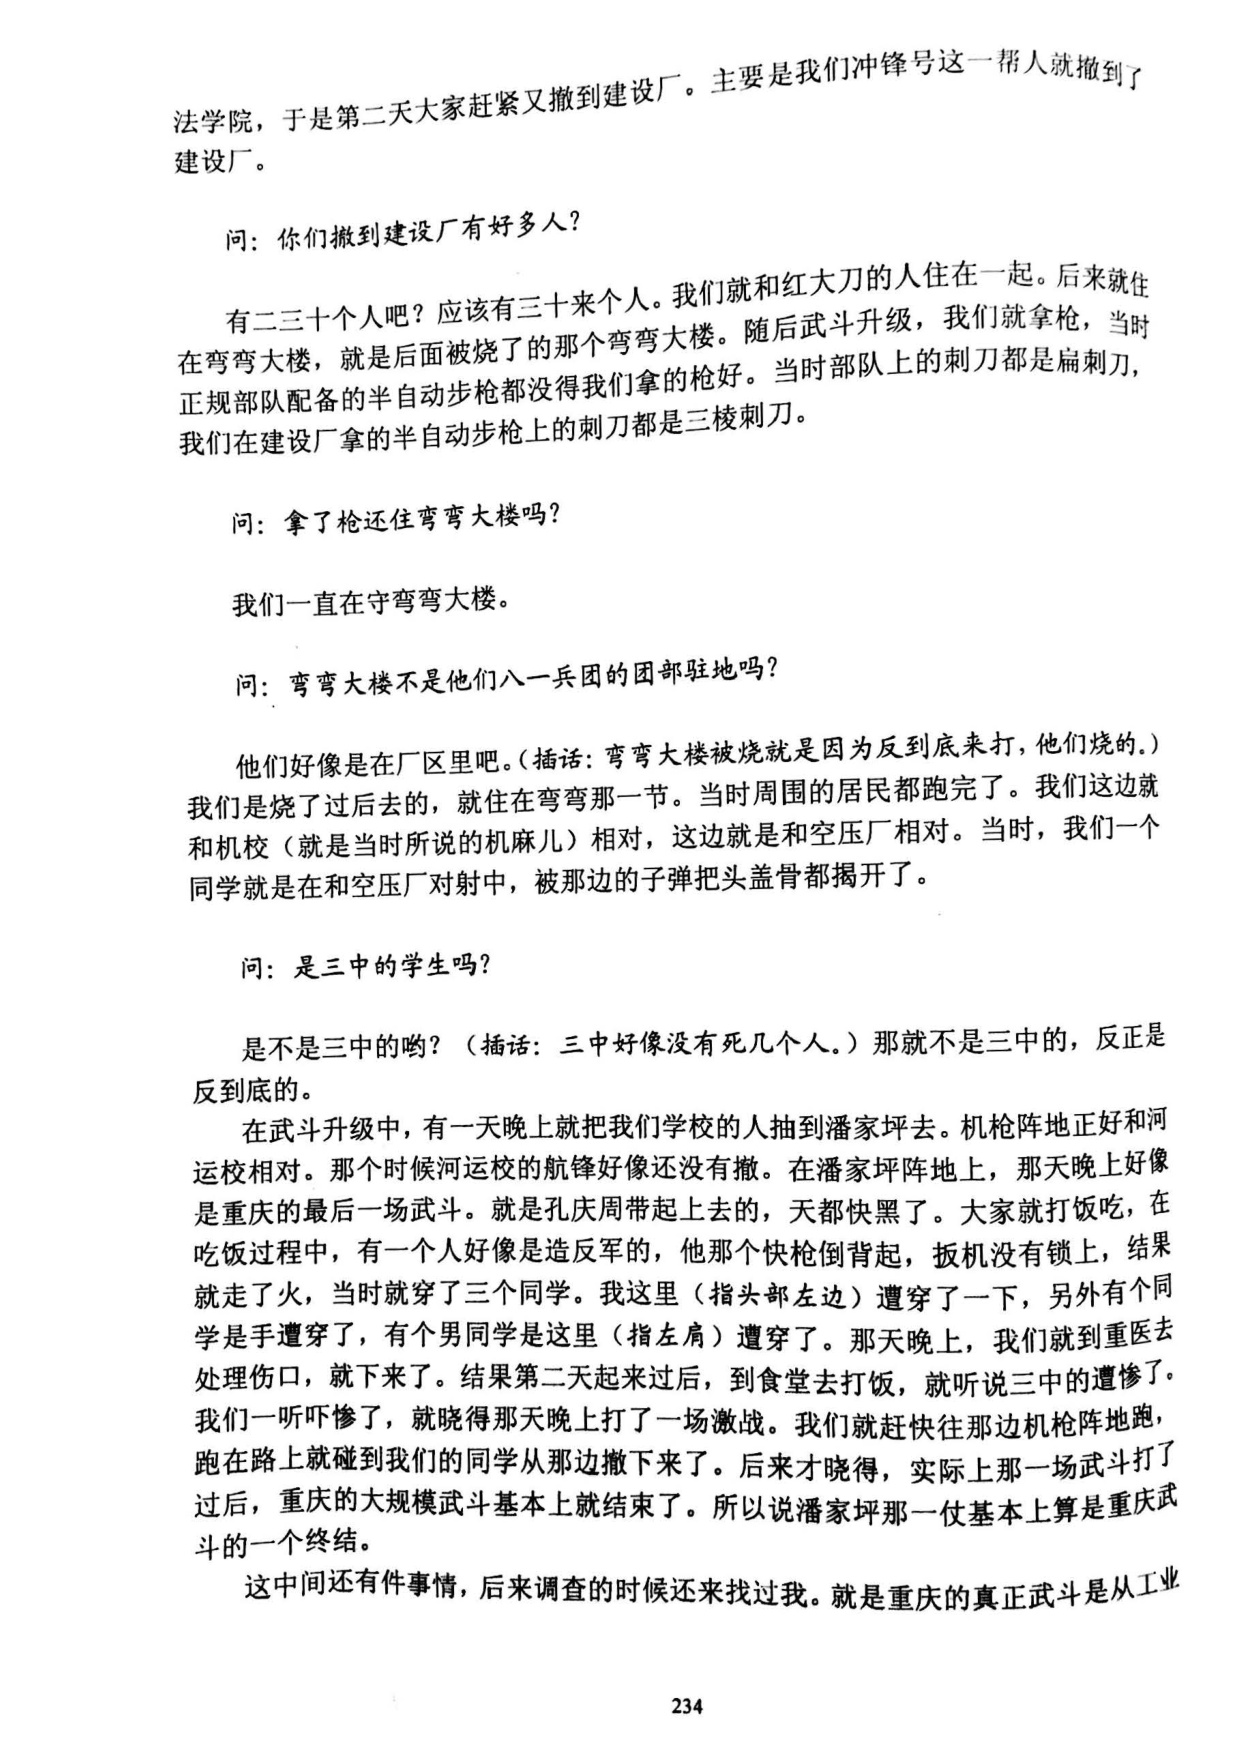 法学院，于是第二天大家赶紧又撤到建设厂。主要是我们冲锋号这一帮人就撤到了
建设厂。
问：你们撤到建设厂有好多人？
有二三十个人吧？应该有三十来个人。我们就和红大刀的人住在一起。后来就住
在弯弯大楼，就是后面被烧了的那个弯弯大楼。随后武斗升级，我们就拿枪，当时
正规部队配备的半自动步枪都没得我们拿的枪好。当时部队上的刺刀都是扁刺刀，
我们在建设厂拿的半自动步枪上的刺刀都是三棱刺刀。
问：拿了枪还住弯弯大楼吗？
我们一直在守弯弯大楼。
问：弯弯大楼不是他们八一兵团的团部驻地吗？
他们好像是在厂区里吧。（插话：弯弯大楼被烧就是因为反到底来打，他们烧的。）
我们是烧了过后去的，就住在弯弯那一节。当时周围的居民都跑完了。我们这边就
和机校（就是当时所说的机麻儿）相对，这边就是和空压厂相对。当时，我们一个
同学就是在和空压厂对射中，被那边的子弹把头盖骨都揭开了。
问：是三中的学生吗？
是不是三中的哟？（插话：三中好像没有死几个人。）那就不是三中的，反正是
反到底的。
在武斗升级中，有一天晚上就把我们学校的人抽到潘家坪去。机枪阵地正好和河
运校相对。那个时候河运校的航锋好像还没有撤。在潘家坪阵地上，那天晚上好像
是重庆的最后一场武斗。就是孔庆周带起上去的，天都快黑了。大家就打饭吃，在
吃饭过程中，有一个人好像是造反军的，他那个快枪倒背起，扳机没有锁上，结果
就走了火，当时就穿了三个同学。我这里（指头部左边）遭穿了一下，另外有个同
学是手遭穿了，有个男同学是这里（指左肩）遭穿了。那天晚上，我们就到重医去
处理伤口，就下来了。结果第二天起来过后，到食堂去打饭，就听说三中的遭惨了。
我们一听吓惨了，就晓得那天晚上打了一场激战。我们就赶快往那边机枪阵地跑，
跑在路上就碰到我们的同学从那边撤下来了。后来才晓得，实际上那一场武斗打了
过后，重庆的大规模武斗基本上就结束了。所以说潘家坪那一仗基本上算是重庆武
斗的一个终结。
这中间还有件事情，后来调查的时候还来找过我。就是重庆的真正武斗是从工业
234